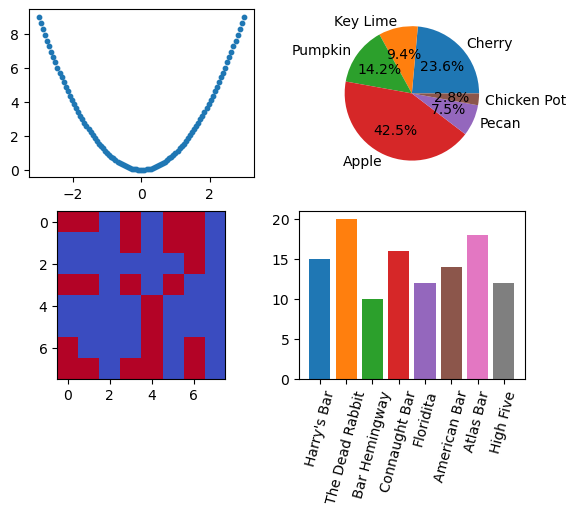 8
6
4
2
0
−2 0 2
Cherry
Key Lime
Pumpkin
Apple
Pecan
Chicken Pot
23.6%
9.4%
14.2%
42.5%
7.5%
2.8%
0
2
4
6
0 2 4 6
20
15
10
5
0
Harry's Bar
The Dead Rabbit
Bar Hemingway
Connaught Bar
Floridita
American Bar
Atlas Bar
High Five